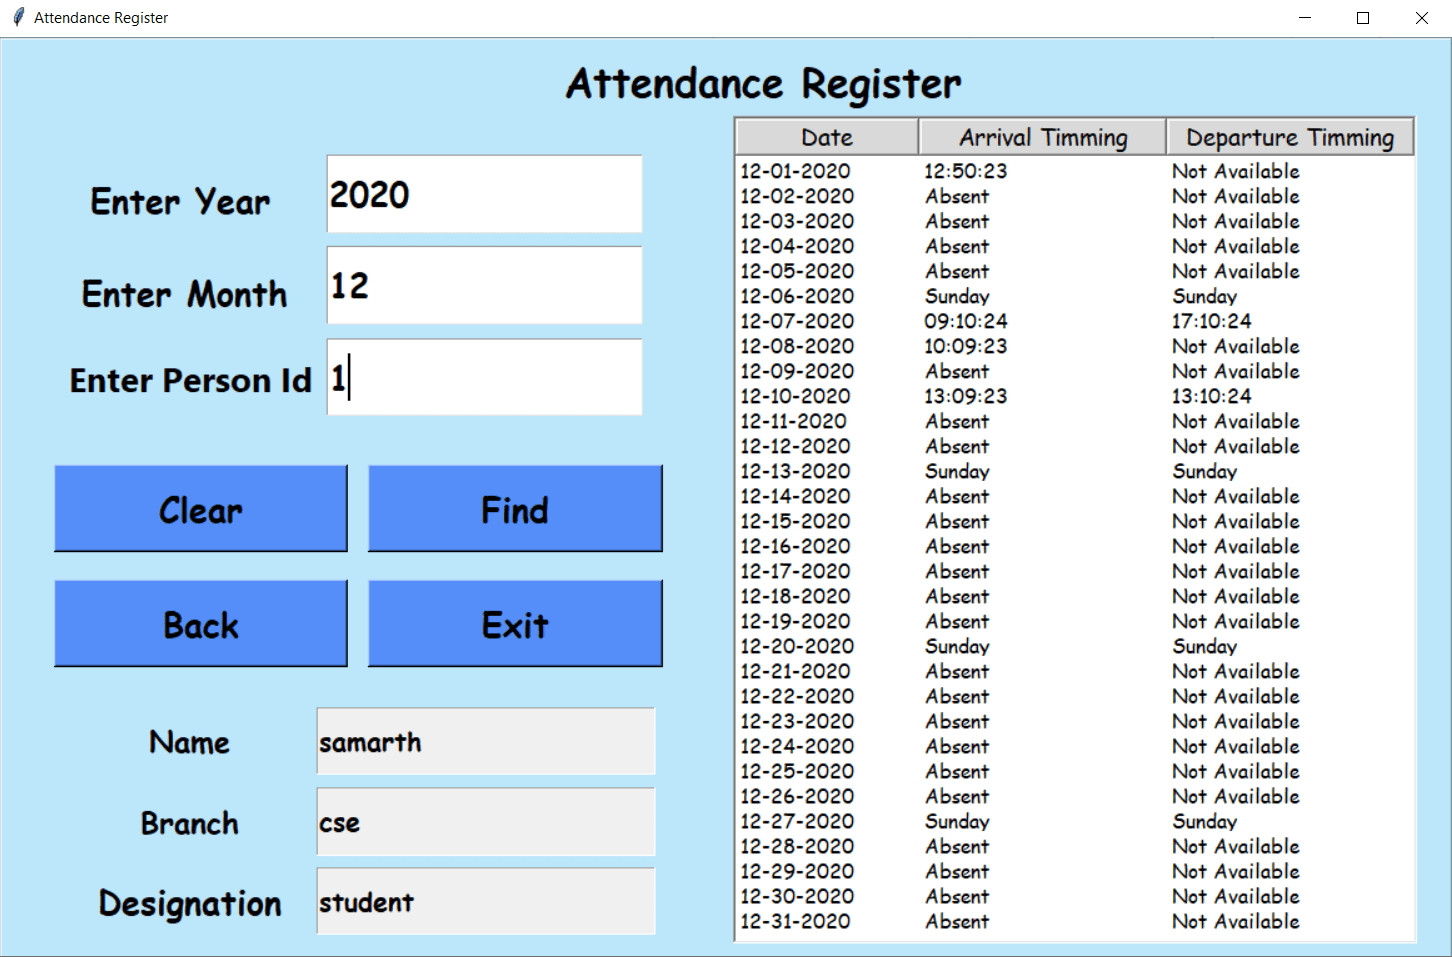 Attendance Register
Attendance Register
Enter Year 2020
Enter Month 12
Enter Person Id 1
Clear Find
Back Exit
Name samarth
Branch cse
Designation student
Date Arrival Timming Departure Timming
12-01-2020 12:50:23 Not Available
12-02-2020 Absent Not Available
12-03-2020 Absent Not Available
12-04-2020 Absent Not Available
12-05-2020 Absent Not Available
12-06-2020 Sunday Sunday
12-07-2020 09:10:24 17:10:24
12-08-2020 10:09:23 Not Available
12-09-2020 Absent Not Available
12-10-2020 13:09:23 13:10:24
12-11-2020 Absent Not Available
12-12-2020 Absent Not Available
12-13-2020 Sunday Sunday
12-14-2020 Absent Not Available
12-15-2020 Absent Not Available
12-16-2020 Absent Not Available
12-17-2020 Absent Not Available
12-18-2020 Absent Not Available
12-19-2020 Absent Not Available
12-20-2020 Sunday Sunday
12-21-2020 Absent Not Available
12-22-2020 Absent Not Available
12-23-2020 Absent Not Available
12-24-2020 Absent Not Available
12-25-2020 Absent Not Available
12-26-2020 Absent Not Available
12-27-2020 Sunday Sunday
12-28-2020 Absent Not Available
12-29-2020 Absent Not Available
12-30-2020 Absent Not Available
12-31-2020 Absent Not Available